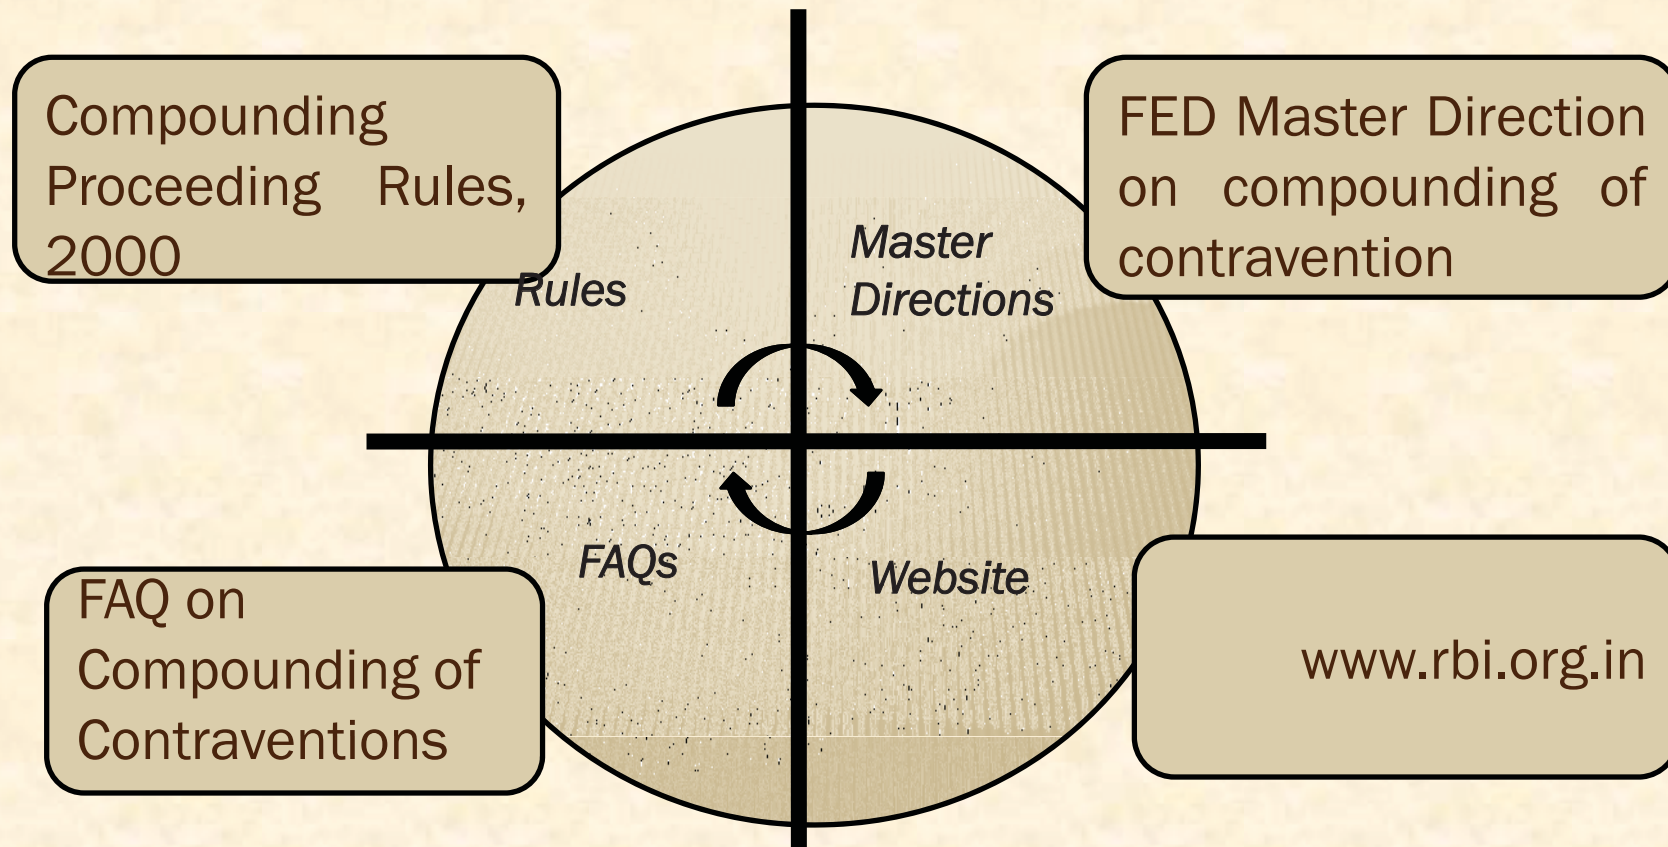 Compounding
Proceeding Rules,
2000
Rules
Master
Directions
FED Master Direction
on compounding of
contravention
FAQ on
Compounding of
Contraventions
FAQs
Website
www.rbi.org.in